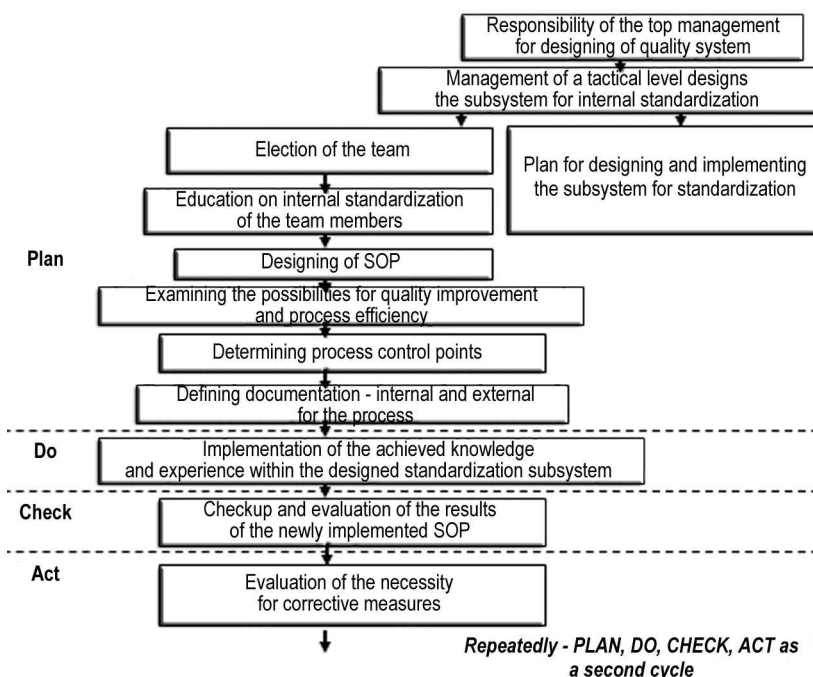 Responsibility of the top management
for designing of quality system
Management of a tactical level designs
the subsystem for internal standardization
Election of the team
Plan for designing and implementing
the subsystem for standardization
Education on internal standardization
of the team members
Plan
Designing of SOP
Examining the possibilities for quality improvement
and process efficiency
Determining process control points
Defining documentation - internal and external
for the process
Do
Implementation of the achieved knowledge
and experience within the designed standardization subsystem
Check
Checkup and evaluation of the results
of the newly implemented SOP
Act
Evaluation of the necessity
for corrective measures
Repeatedly - PLAN, DO, CHECK, ACT as
a second cycle